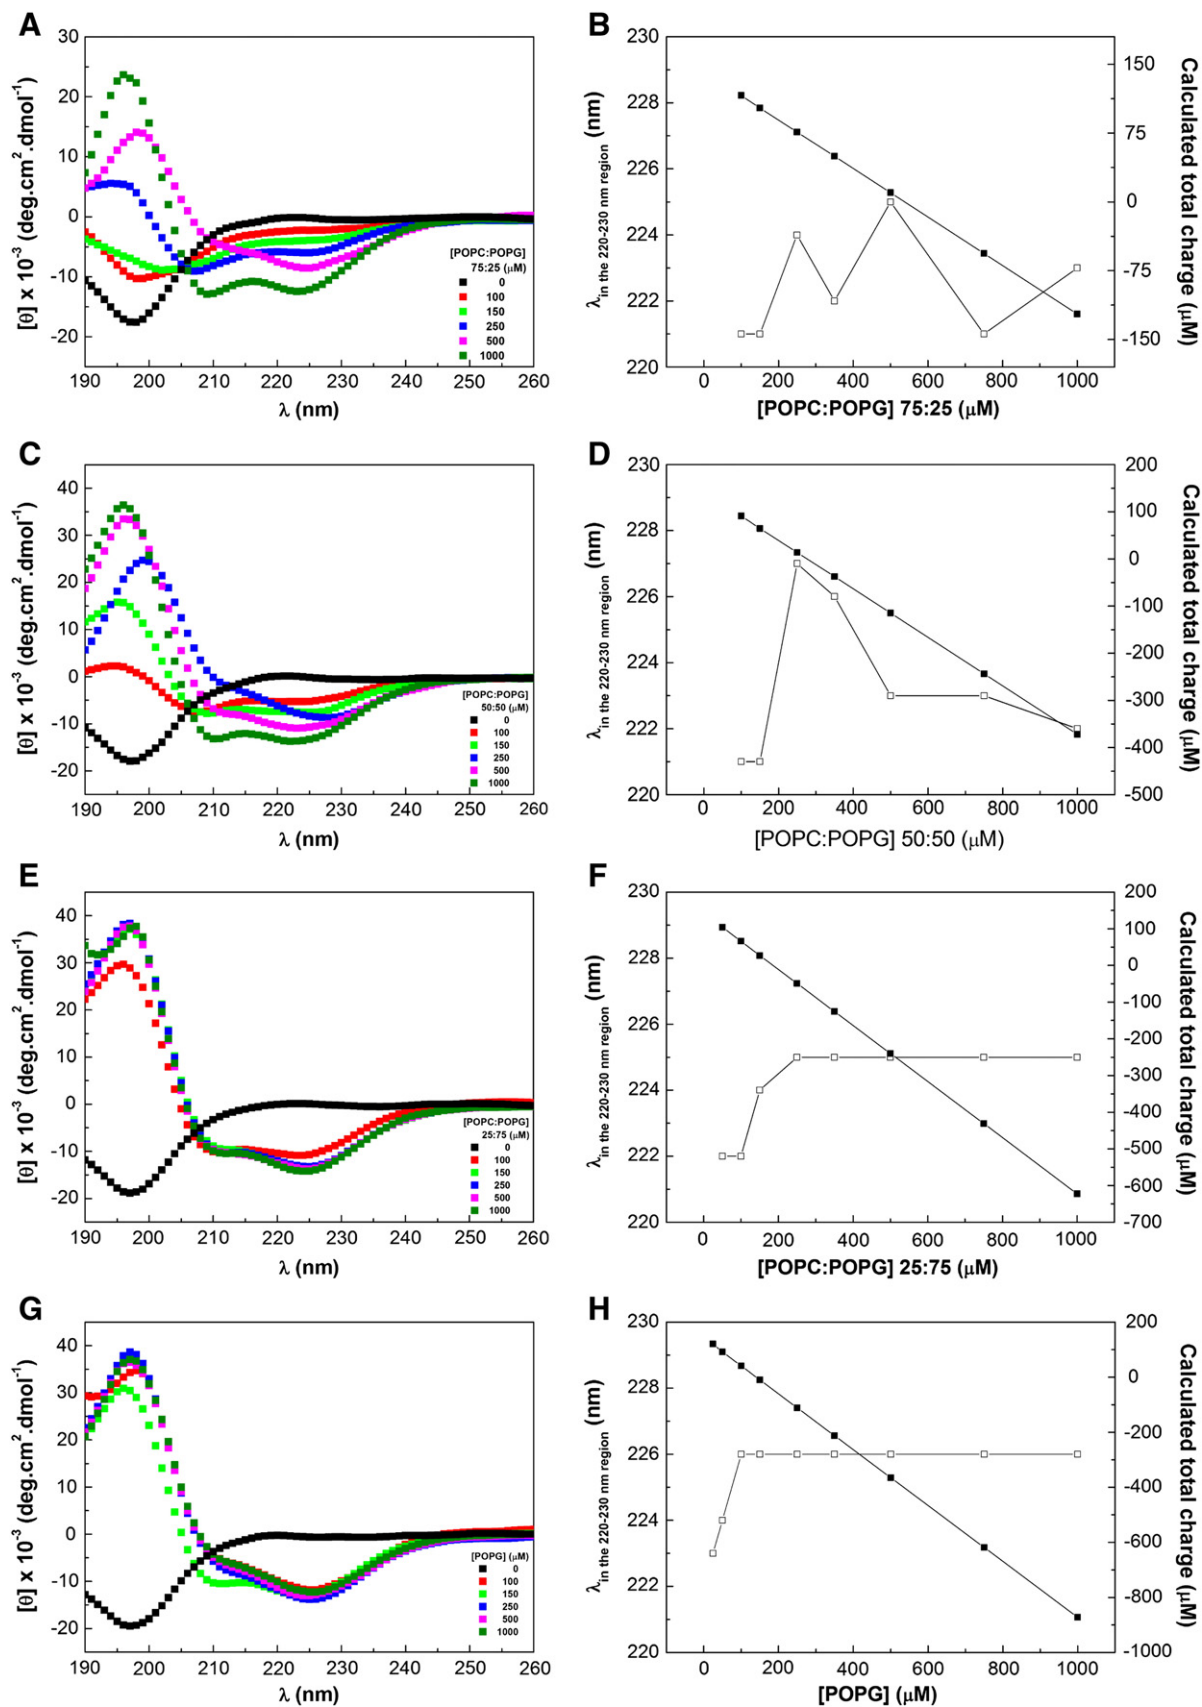 A
[θ] x 10⁻³ (deg.cm².dmol⁻¹)
30
20
10
0
-10
-20
190 200 210 220 230 240 250 260
λ (nm)
[POPC:POPG]
75:25 (μM)
0
100
150
250
500
1000
B
λin the 220-230 nm region (nm)
230
228
226
224
222
220
0 200 400 600 800 1000
[POPC:POPG] 75:25 (μM)
150
75
0
-75
-150
Calculated total charge (μM)
C
[θ] x 10⁻³ (deg.cm².dmol⁻¹)
40
30
20
10
0
-10
-20
190 200 210 220 230 240 250 260
λ (nm)
[POPC:POPG]
50:50 (μM)
0
100
150
250
500
1000
D
λin the 220-230 nm region (nm)
230
228
226
224
222
220
0 200 400 600 800 1000
[POPC:POPG] 50:50 (μM)
200
100
0
-100
-200
-300
-400
-500
Calculated total charge (μM)
E
[θ] x 10⁻³ (deg.cm².dmol⁻¹)
40
30
20
10
0
-10
-20
190 200 210 220 230 240 250 260
λ (nm)
[POPC:POPG]
25:75 (μM)
0
100
150
250
500
1000
F
λin the 220-230 nm region (nm)
230
228
226
224
222
220
0 200 400 600 800 1000
[POPC:POPG] 25:75 (μM)
200
100
0
-100
-200
-300
-400
-500
-600
-700
Calculated total charge (μM)
G
[θ] x 10⁻³ (deg.cm².dmol⁻¹)
40
30
20
10
0
-10
-20
190 200 210 220 230 240 250 260
λ (nm)
[POPG] (μM)
0
100
150
250
500
1000
H
λin the 220-230 nm region (nm)
230
228
226
224
222
220
0 200 400 600 800 1000
[POPG] (μM)
200
0
-200
-400
-600
-800
-1000
Calculated total charge (μM)